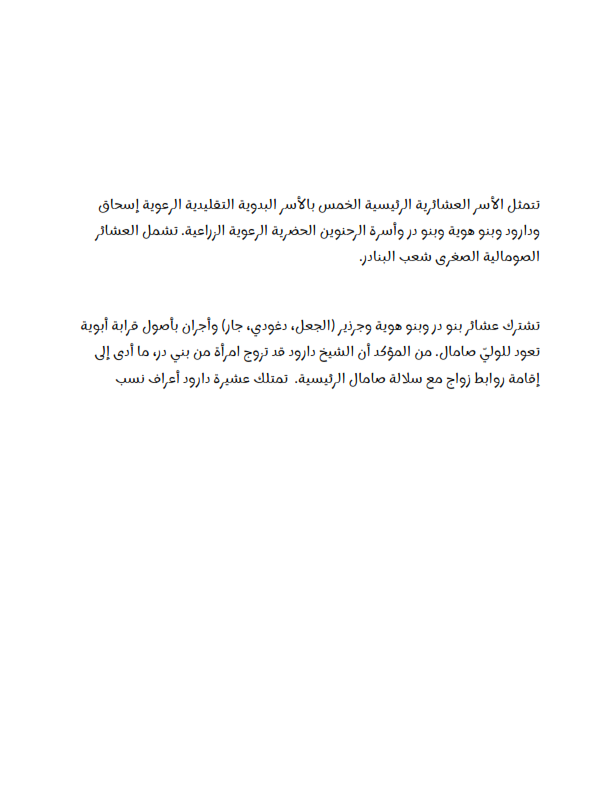 تتمثل الأسر العشائرية الرئيسية الخمس بالأسر البدوية التقليدية الرعوية إسحاق
ودارود وبنو هوية وبنو در وأسرة الرحنوين الحضرية الرعوية الزراعية. تشمل العشائر
الصومالية الصغرى شعب البنادر.
تشترك عشائر بنو در وبنو هوية وجرذير (الجعل، دغودي، جار) وأجران بأصول قرابة أبوية
تعود للوليّ صامال. من المؤكد أن الشيخ دارود قد تزوج امرأة من بني در، ما أدى إلى
إقامة روابط زواج مع سلالة صامال الرئيسية. تمتلك عشيرة دارود أعراف نسب